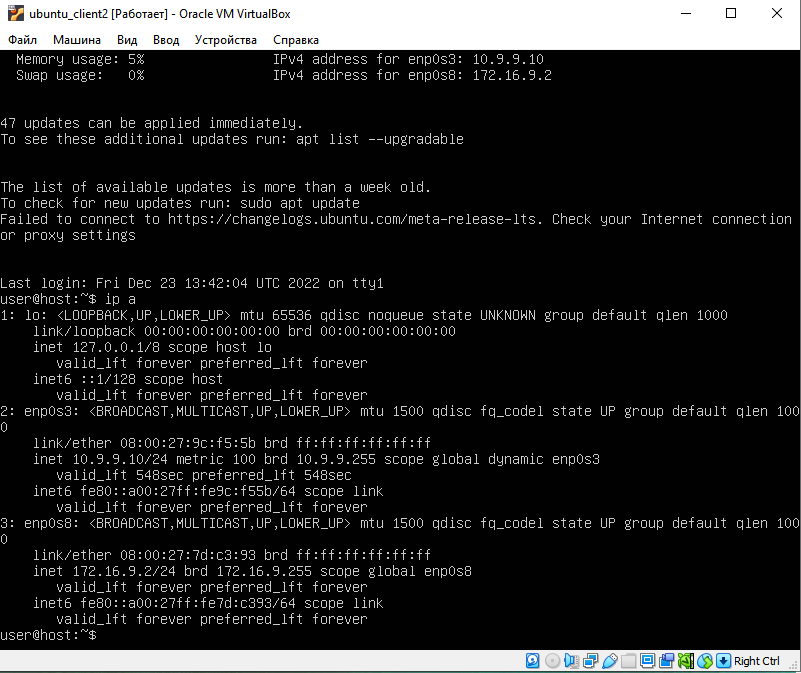 ubuntu_client2 [Работает] - Oracle VM VirtualBox
Файл Машина Вид Ввод Устройства Справка
Memory usage: 5% IPv4 address for enp0s3: 10.9.9.10
Swap usage: 0% IPv4 address for enp0s8: 172.16.9.2
47 updates can be applied immediately.
To see these additional updates run: apt list --upgradable
The list of available updates is more than a week old.
To check for new updates run: sudo apt update
Failed to connect to https://changelogs.ubuntu.com/meta-release-lts. Check your Internet connection
or proxy settings
Last login: Fri Dec 23 13:42:04 UTC 2022 on tty1
user@host:~$ ip a
1: lo: <LOOPBACK,UP,LOWER_UP> mtu 65536 qdisc noqueue state UNKNOWN group default qlen 1000
link/loopback 00:00:00:00:00:00 brd 00:00:00:00:00:00
inet 127.0.0.1/8 scope host lo
valid_lft forever preferred_lft forever
inet6 ::1/128 scope host
valid_lft forever preferred_lft forever
2: enp0s3: <BROADCAST,MULTICAST,UP,LOWER_UP> mtu 1500 qdisc fq_codel state UP group default qlen 100
0
link/ether 08:00:27:9c:f5:5b brd ff:ff:ff:ff:ff:ff
inet 10.9.9.10/24 metric 100 brd 10.9.9.255 scope global dynamic enp0s3
valid_lft 548sec preferred_lft 548sec
inet6 fe80::a00:27ff:fe9c:f55b/64 scope link
valid_lft forever preferred_lft forever
3: enp0s8: <BROADCAST,MULTICAST,UP,LOWER_UP> mtu 1500 qdisc fq_codel state UP group default qlen 100
0
link/ether 08:00:27:7d:c3:93 brd ff:ff:ff:ff:ff:ff
inet 172.16.9.2/24 brd 172.16.9.255 scope global enp0s8
valid_lft forever preferred_lft forever
inet6 fe80::a00:27ff:fe7d:c393/64 scope link
valid_lft forever preferred_lft forever
user@host:~$
Right Ctrl